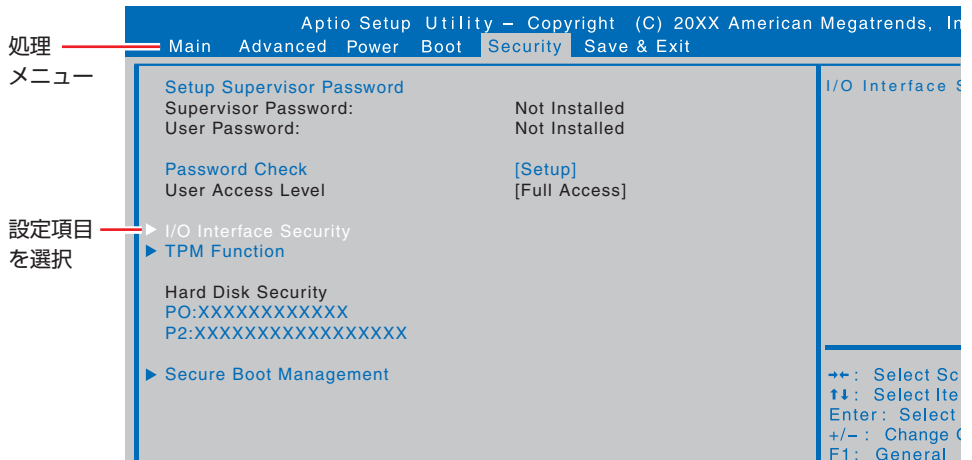 Aptio Setup Utility – Copyright (C) 20XX American Megatrends, In
処理
メニュー
Main Advanced Power Boot Security Save & Exit
Setup Supervisor Password
Supervisor Password: Not Installed
User Password: Not Installed
Password Check [Setup]
User Access Level [Full Access]
設定項目
を選択
▶ I/O Interface Security
▶ TPM Function
Hard Disk Security
PO:XXXXXXXXXXXX
P2:XXXXXXXXXXXXXXXXX
▶ Secure Boot Management
I/O Interface S
→←: Select Sc
↑↓: Select Ite
Enter: Select
+/–: Change
F1: General